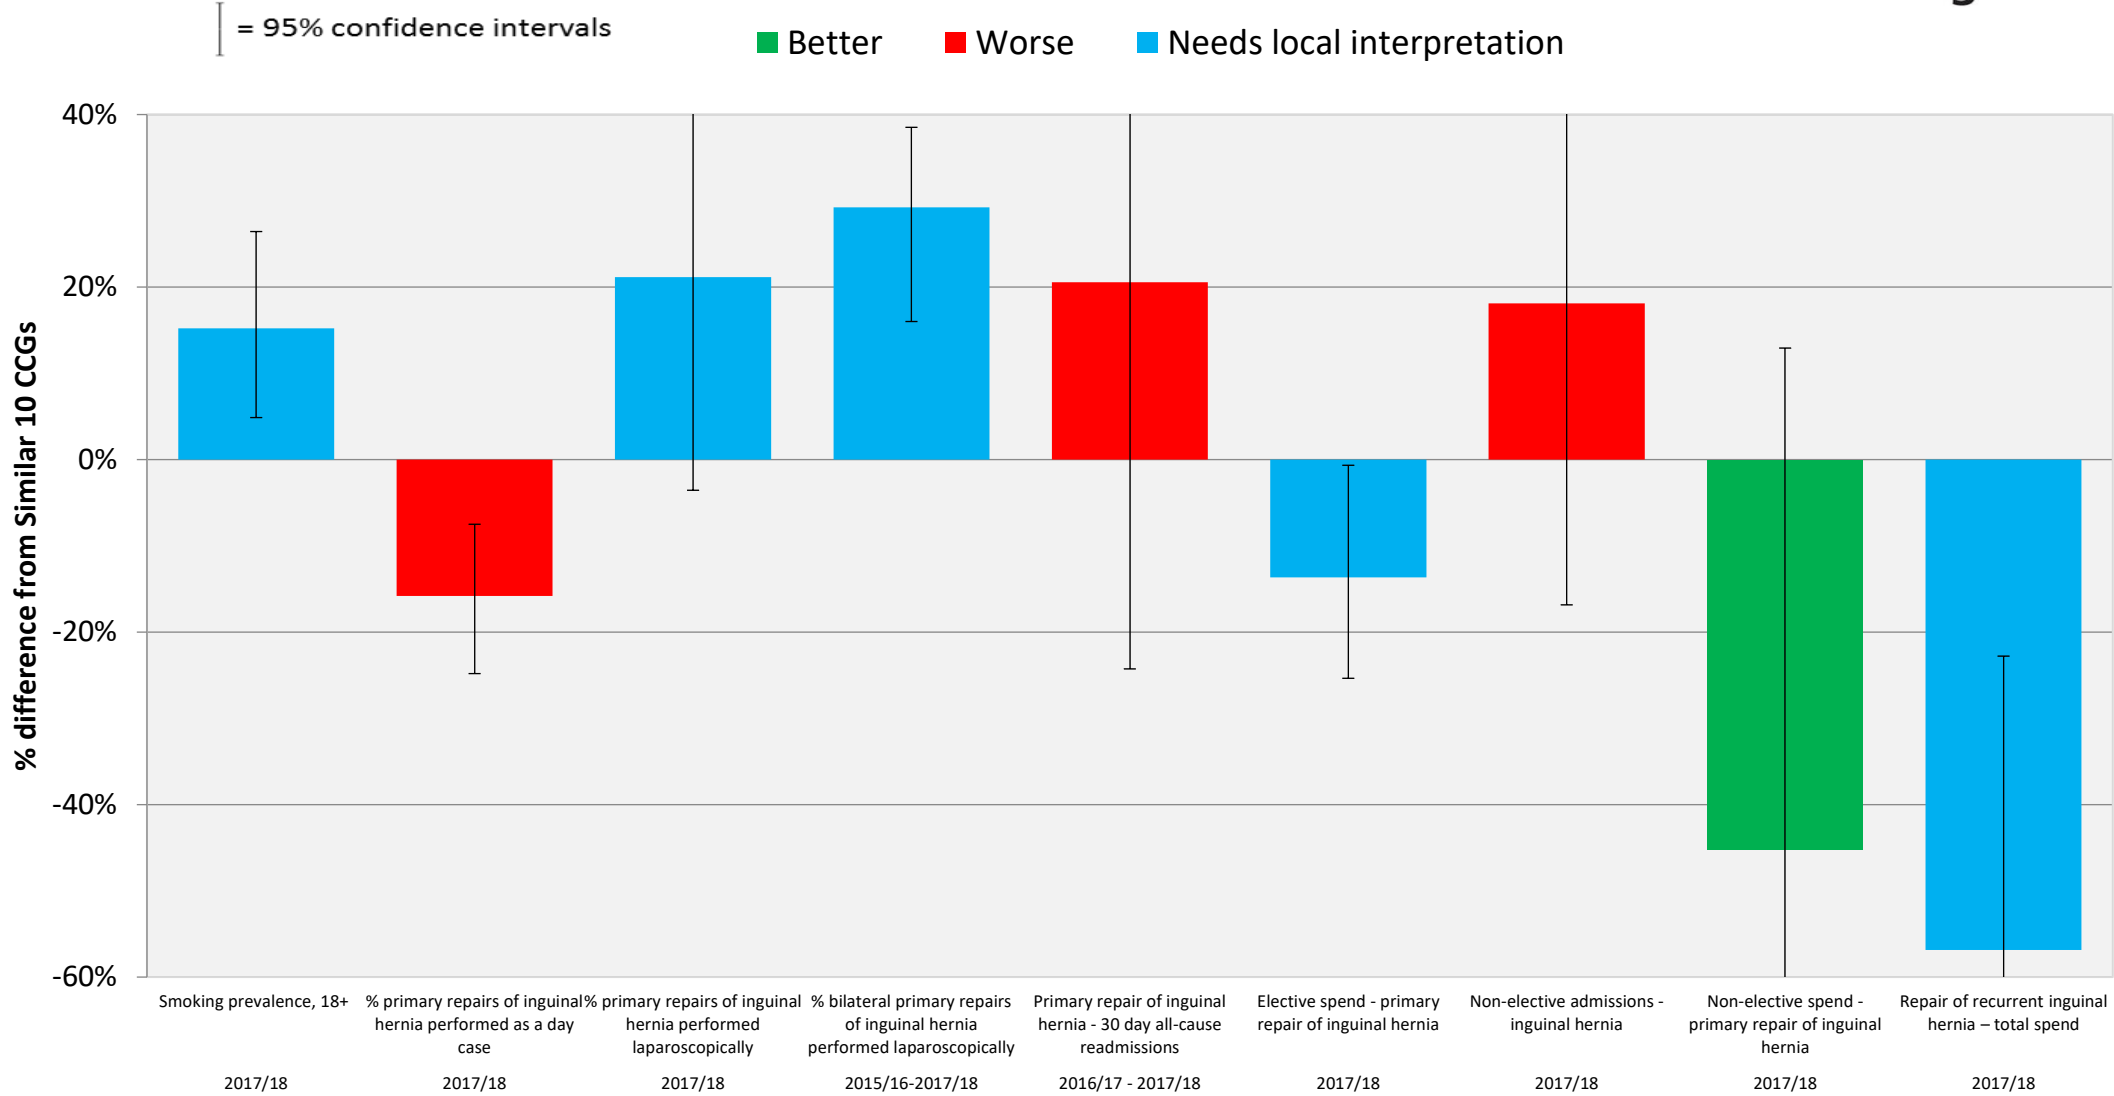 = 95% confidence intervals
Better Worse Needs local interpretation
% difference from Similar 10 CCGs
40%
20%
0%
-20%
-40%
-60%
Smoking prevalence, 18+
2017/18
% primary repairs of inguinal
hernia performed as a day
case
2017/18
% primary repairs of inguinal
hernia performed
laparoscopically
2017/18
% bilateral primary repairs
of inguinal hernia
performed laparoscopically
2015/16-2017/18
Primary repair of inguinal
hernia - 30 day all-cause
readmissions
2016/17 - 2017/18
Elective spend - primary
repair of inguinal hernia
2017/18
Non-elective admissions -
inguinal hernia
2017/18
Non-elective spend -
primary repair of inguinal
hernia
2017/18
Repair of recurrent inguinal
hernia – total spend
2017/18